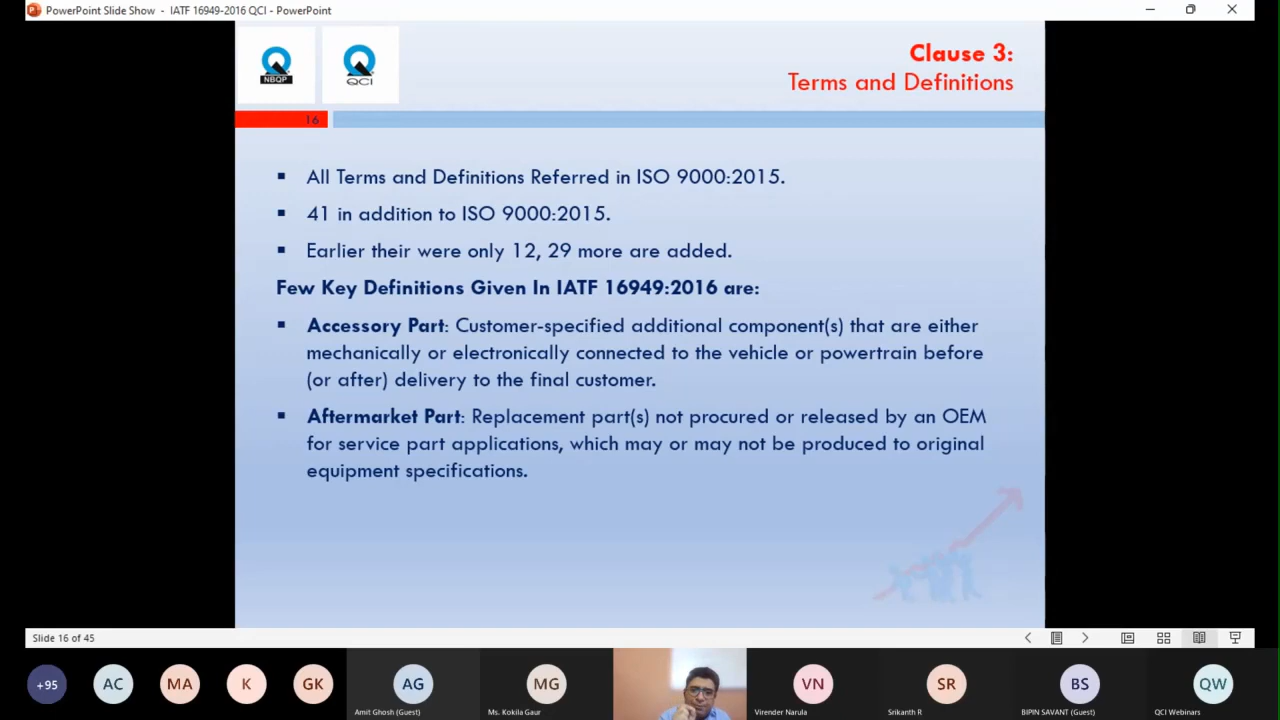 PowerPoint Slide Show - IATF 16949-2016 QCI - PowerPoint
NBQP
QCI
Clause 3:
Terms and Definitions
16
▪ All Terms and Definitions Referred in ISO 9000:2015.
▪ 41 in addition to ISO 9000:2015.
▪ Earlier their were only 12, 29 more are added.
Few Key Definitions Given In IATF 16949:2016 are:
▪ Accessory Part: Customer-specified additional component(s) that are either
mechanically or electronically connected to the vehicle or powertrain before
(or after) delivery to the final customer.
▪ Aftermarket Part: Replacement part(s) not procured or released by an OEM
for service part applications, which may or may not be produced to original
equipment specifications.
Slide 16 of 45
+95
AC
MA
K
GK
AG
MG
VN
SR
BS
QW
Amit Ghosh (Guest)
Ms. Kokila Gaur
Virender Narula
Srikanth R
BIPIN SAVANT (Guest)
QCI Webinars